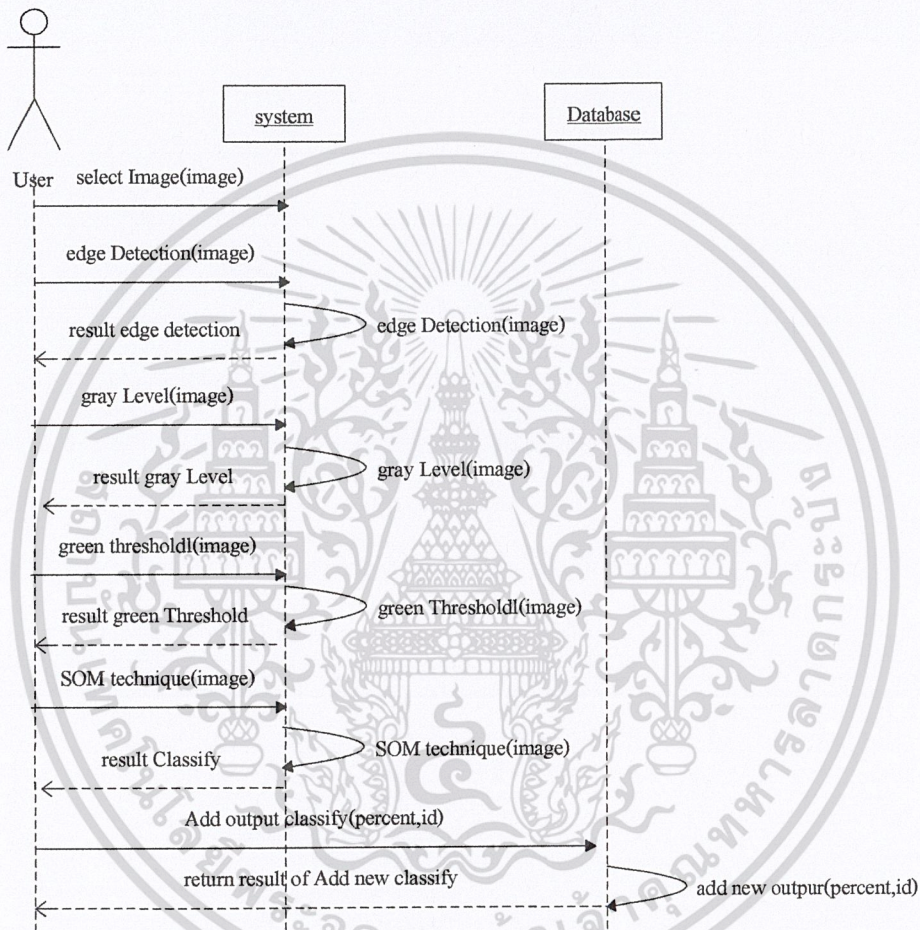 system
Database
User
select Image(image)
edge Detection(image)
edge Detection(image)
result edge detection
gray Level(image)
gray Level(image)
result gray Level
green thresholdl(image)
green Thresholdl(image)
result green Threshold
SOM technique(image)
SOM technique(image)
result Classify
Add output classify(percent,id)
return result of Add new classify
add new outpur(percent,id)